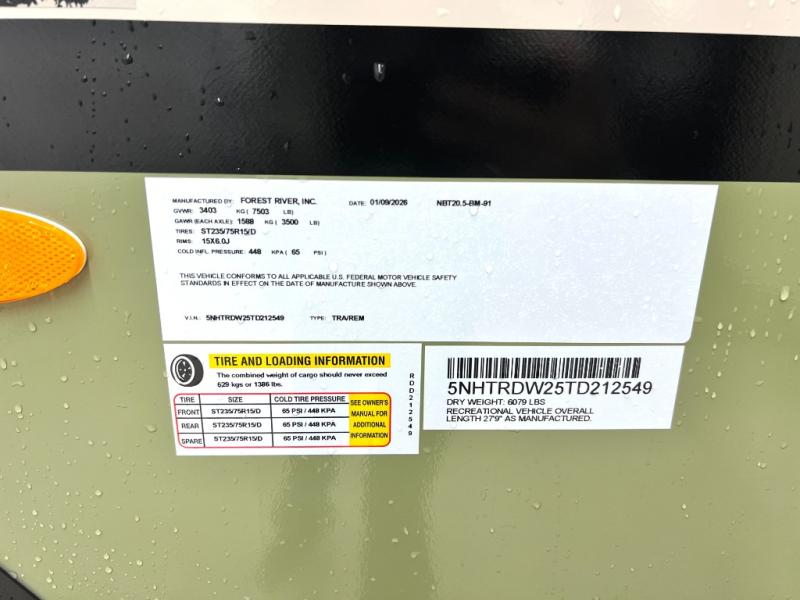 MANUFACTURED BY: FOREST RIVER, INC. DATE: 01/09/2026 NBT20.5-BM-91
GVWR: 3403 KG ( 7503 LB)
GAWR (EACH AXLE): 1588 KG ( 3500 LB)
TIRES: ST235/75R15/D
RIMS: 15X6.0J
COLD INFL. PRESSURE: 448 KPA ( 65 PSI )
THIS VEHICLE CONFORMS TO ALL APPLICABLE U.S. FEDERAL MOTOR VEHICLE SAFETY
STANDARDS IN EFFECT ON THE DATE OF MANUFACTURE SHOWN ABOVE.
V.I.N.: 5NHTRDW25TD212549 TYPE: TRA/REM
TIRE AND LOADING INFORMATION
The combined weight of cargo should never exceed
629 kgs or 1386 lbs.
TIRE SIZE COLD TIRE PRESSURE
FRONT ST235/75R15/D 65 PSI / 448 KPA
REAR ST235/75R15/D 65 PSI / 448 KPA
SPARE ST235/75R15/D 65 PSI / 448 KPA
SEE OWNER'S
MANUAL FOR
ADDITIONAL
INFORMATION
RDD212549
5NHTRDW25TD212549
DRY WEIGHT: 6079 LBS
RECREATIONAL VEHICLE OVERALL
LENGTH 27'9" AS MANUFACTURED.